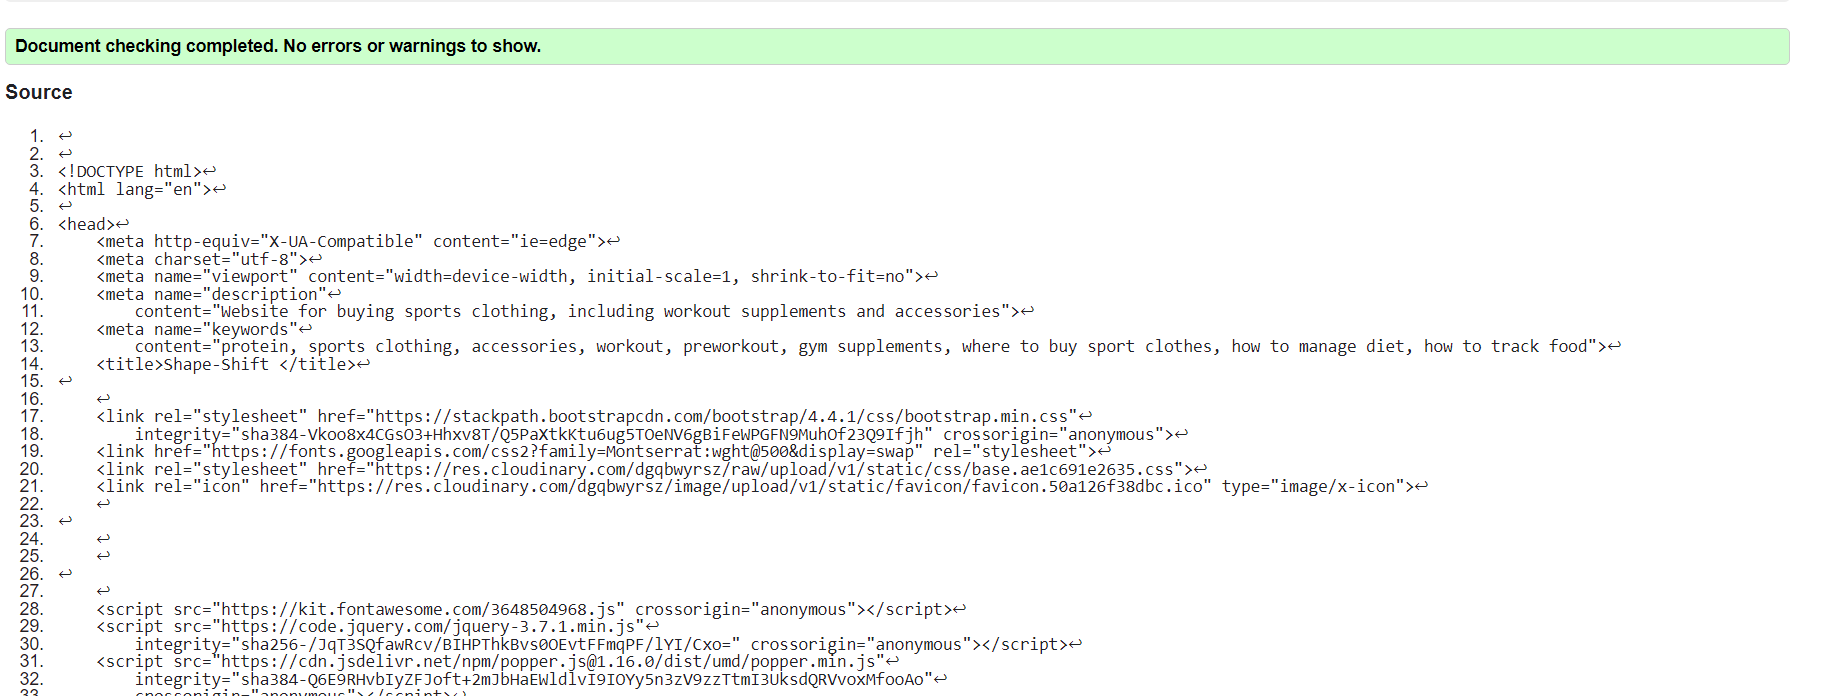 Document checking completed. No errors or warnings to show.
Source
1. ↩
2. ↩
3. <!DOCTYPE html>↩
4. <html lang="en">↩
5. ↩
6. <head>↩
7. <meta http-equiv="X-UA-Compatible" content="ie=edge">↩
8. <meta charset="utf-8">↩
9. <meta name="viewport" content="width=device-width, initial-scale=1, shrink-to-fit=no">↩
10. <meta name="description"↩
11. content="Website for buying sports clothing, including workout supplements and accessories">↩
12. <meta name="keywords"↩
13. content="protein, sports clothing, accessories, workout, preworkout, gym supplements, where to buy sport clothes, how to manage diet, how to track food">↩
14. <title>Shape-Shift </title>↩
15. ↩
16. ↩
17. <link rel="stylesheet" href="https://stackpath.bootstrapcdn.com/bootstrap/4.4.1/css/bootstrap.min.css"↩
18. integrity="sha384-Vkoo8x4CGsO3+Hhxv8T/Q5PaXtkKtu6ug5TOeNV6gBiFeWPGFN9MuhOf23Q9Ifjh" crossorigin="anonymous">↩
19. <link href="https://fonts.googleapis.com/css2?family=Montserrat:wght@500&display=swap" rel="stylesheet">↩
20. <link rel="stylesheet" href="https://res.cloudinary.com/dgqbwyrsz/raw/upload/v1/static/css/base.ae1c691e2635.css">↩
21. <link rel="icon" href="https://res.cloudinary.com/dgqbwyrsz/image/upload/v1/static/favicon/favicon.50a126f38dbc.ico" type="image/x-icon">↩
22. ↩
23. ↩
24. ↩
25. ↩
26. ↩
27. ↩
28. <script src="https://kit.fontawesome.com/3648504968.js" crossorigin="anonymous"></script>↩
29. <script src="https://code.jquery.com/jquery-3.7.1.min.js"↩
30. integrity="sha256-/JqT3SQfawRcv/BIHPThkBvs0OEvtFFmqPF/lYI/Cxo=" crossorigin="anonymous"></script>↩
31. <script src="https://cdn.jsdelivr.net/npm/popper.js@1.16.0/dist/umd/popper.min.js"↩
32. integrity="sha384-Q6E9RHvbIyZFJoft+2mJbHaEWldlvI9IOYy5n3zV9zzTtmI3UksdQRVvoxMfooAo"↩
33. crossorigin="anonymous"></script>↩